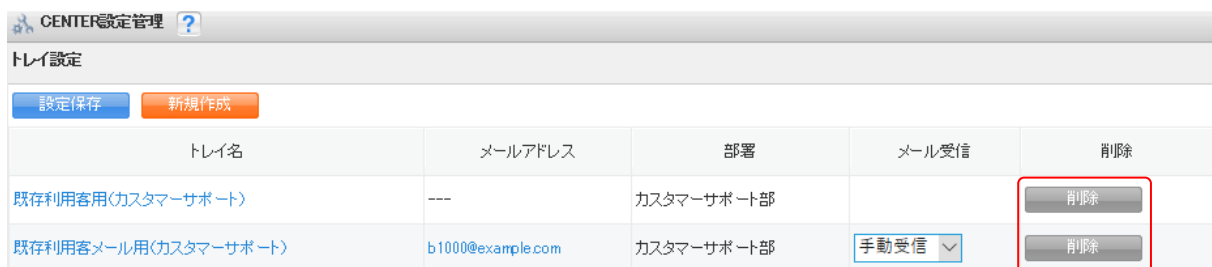 CENTER設定管理 ?
トレイ設定
設定保存 新規作成
トレイ名 メールアドレス 部署 メール受信 削除
既存利用客用(カスタマーサポート) --- カスタマーサポート部 削除
既存利用客メール用(カスタマーサポート) b1000@example.com カスタマーサポート部 手動受信 削除